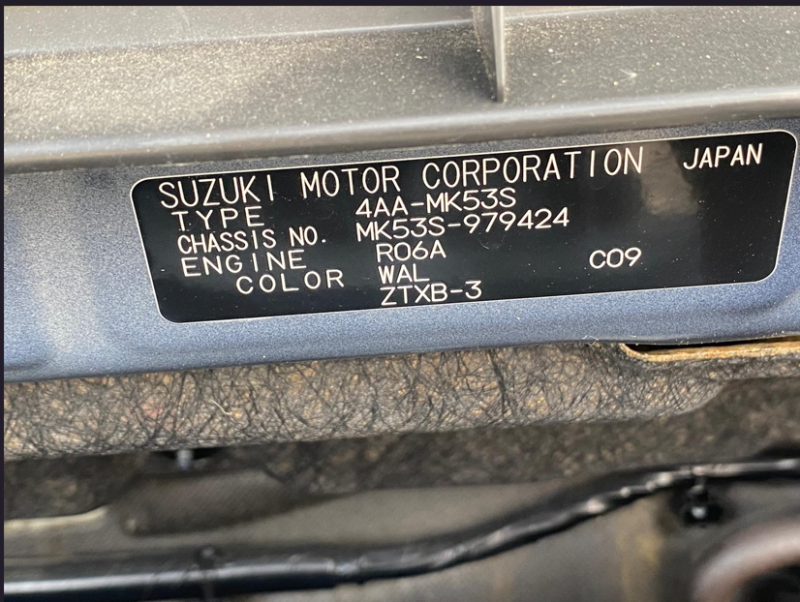 SUZUKI MOTOR CORPORATION JAPAN
TYPE 4AA-MK53S
CHASSIS NO. MK53S-979424
ENGINE R06A
COLOR WAL C09
ZTXB-3